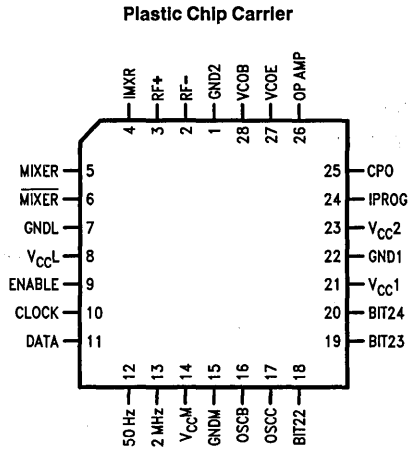 Plastic Chip Carrier
IMXR RF+ RF- GND2 VCOB VCOE OP AMP
4 3 2 1 28 27 26
MIXER 5 25 CPO
MIXER 6 24 IPROG
GNDL 7 23 VCC2
VCCL 8 22 GND1
ENABLE 9 21 VCC1
CLOCK 10 20 BIT24
DATA 11 19 BIT23
12 13 14 15 16 17 18
50 Hz 2 MHz VCCM GNDM OSCB OSCC BIT22